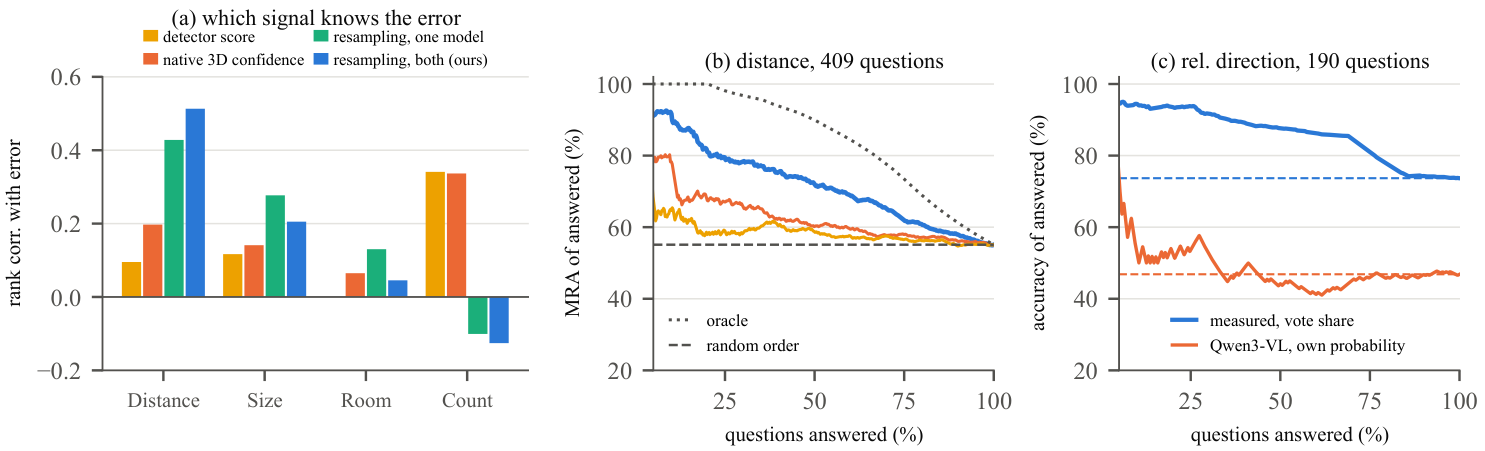 (a) which signal knows the error
detector score
resampling, one model
native 3D confidence
resampling, both (ours)
rank corr. with error
0.6
0.4
0.2
0.0
−0.2
Distance
Size
Room
Count
(b) distance, 409 questions
MRA of answered (%)
100
80
60
40
20
oracle
random order
25
50
75
100
questions answered (%)
(c) rel. direction, 190 questions
accuracy of answered (%)
100
80
60
40
20
measured, vote share
Qwen3-VL, own probability
25
50
75
100
questions answered (%)